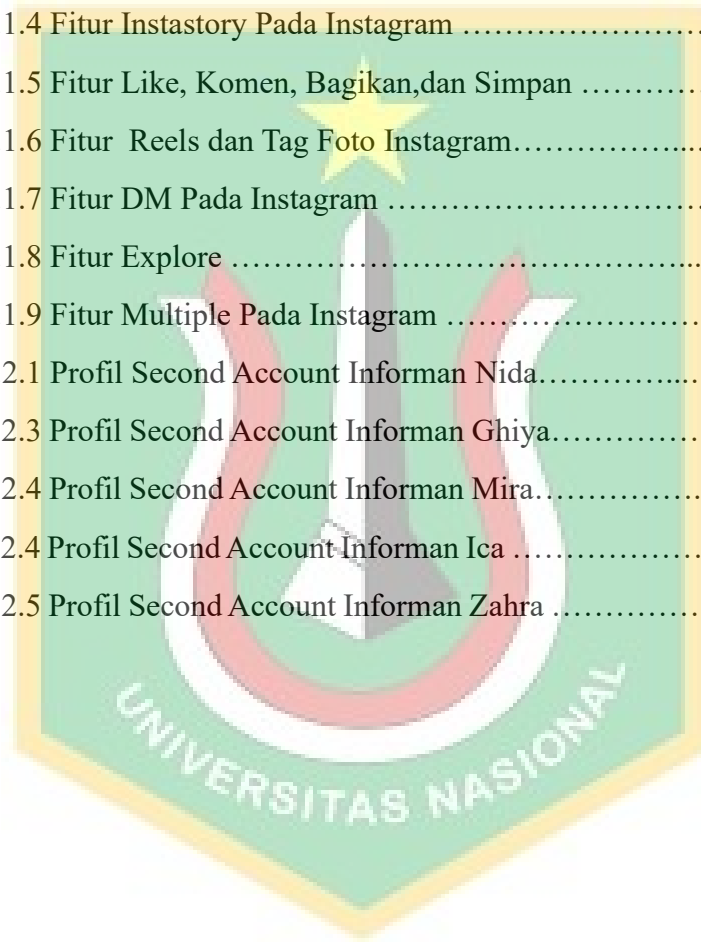 1.4 Fitur Instastory Pada Instagram …………………
1.5 Fitur Like, Komen, Bagikan,dan Simpan …………
1.6 Fitur  Reels dan Tag Foto Instagram……………....
1.7 Fitur DM Pada Instagram …………………………
1.8 Fitur Explore ………………………………………...
1.9 Fitur Multiple Pada Instagram ……………………
2.1 Profil Second Account Informan Nida…………....
2.3 Profil Second Account Informan Ghiya……………
2.4 Profil Second Account Informan Mira……………
2.4 Profil Second Account Informan Ica ………………
2.5 Profil Second Account Informan Zahra ……………
UNIVERSITAS NASIONAL